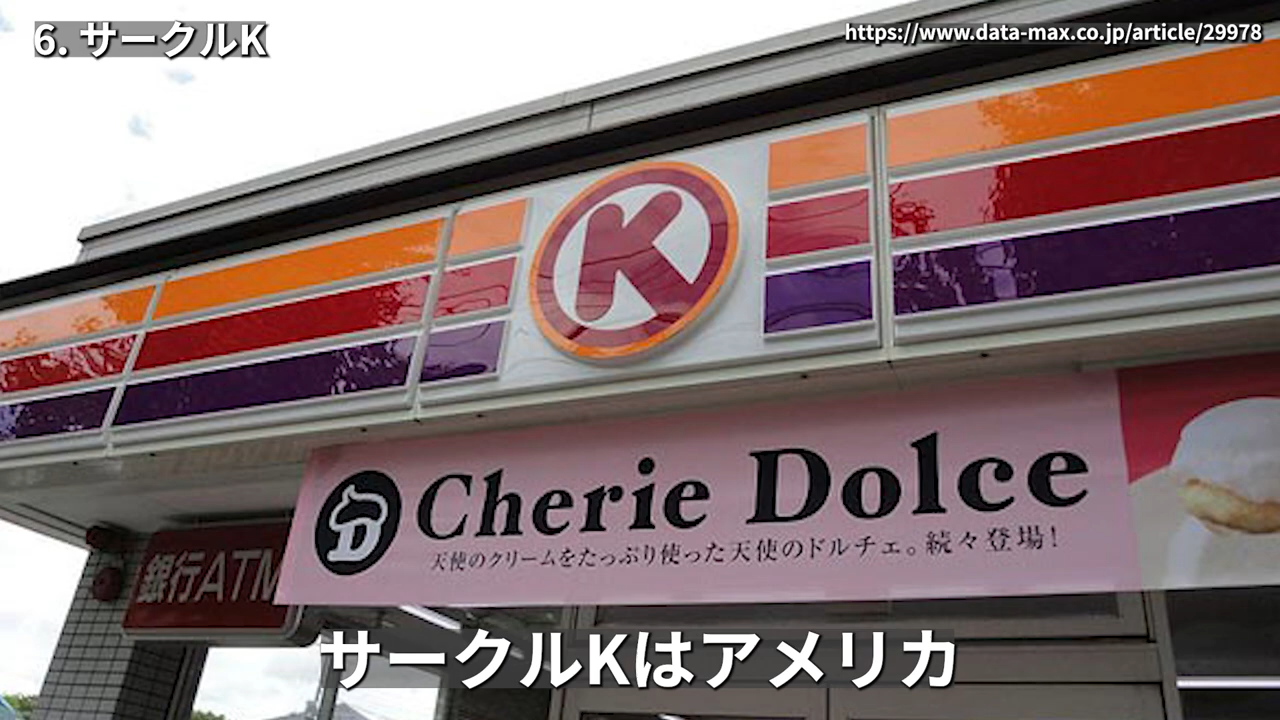 6. サークルK
https://www.data-max.co.jp/article/29978
K
D
Cherie Dolce
天使のクリームをたっぷり使った天使のドルチェ。続々登場!
銀行ATM
サークルKはアメリカ